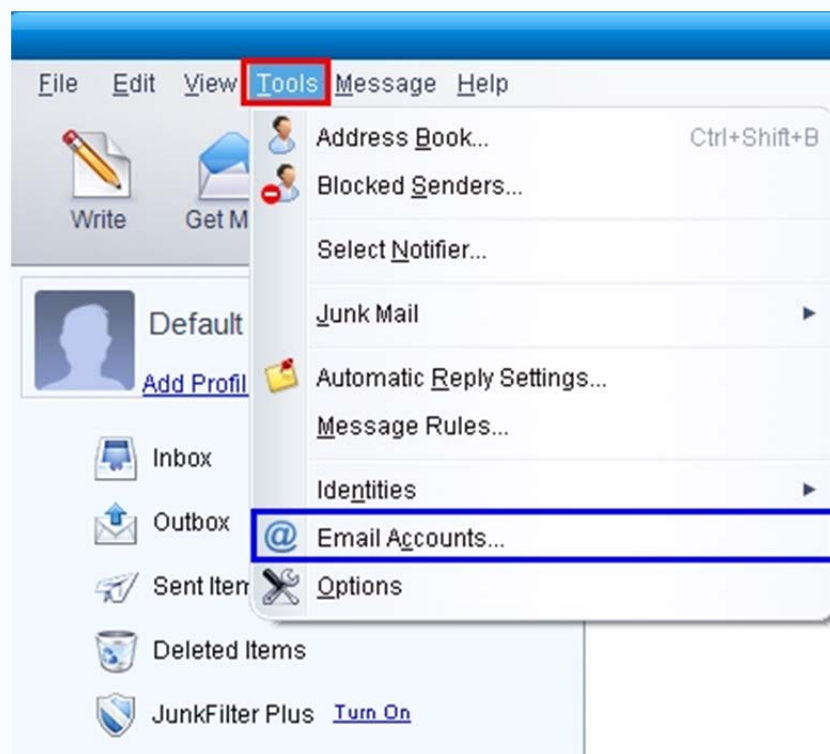 File Edit View Tools Message Help
Write Get M
Address Book... Ctrl+Shift+B
Blocked Senders...
Select Notifier...
Junk Mail
Automatic Reply Settings...
Message Rules...
Identities
@ Email Accounts...
Options
Default
Add Profil
Inbox
Outbox
Sent Item
Deleted Items
JunkFilter Plus Turn On